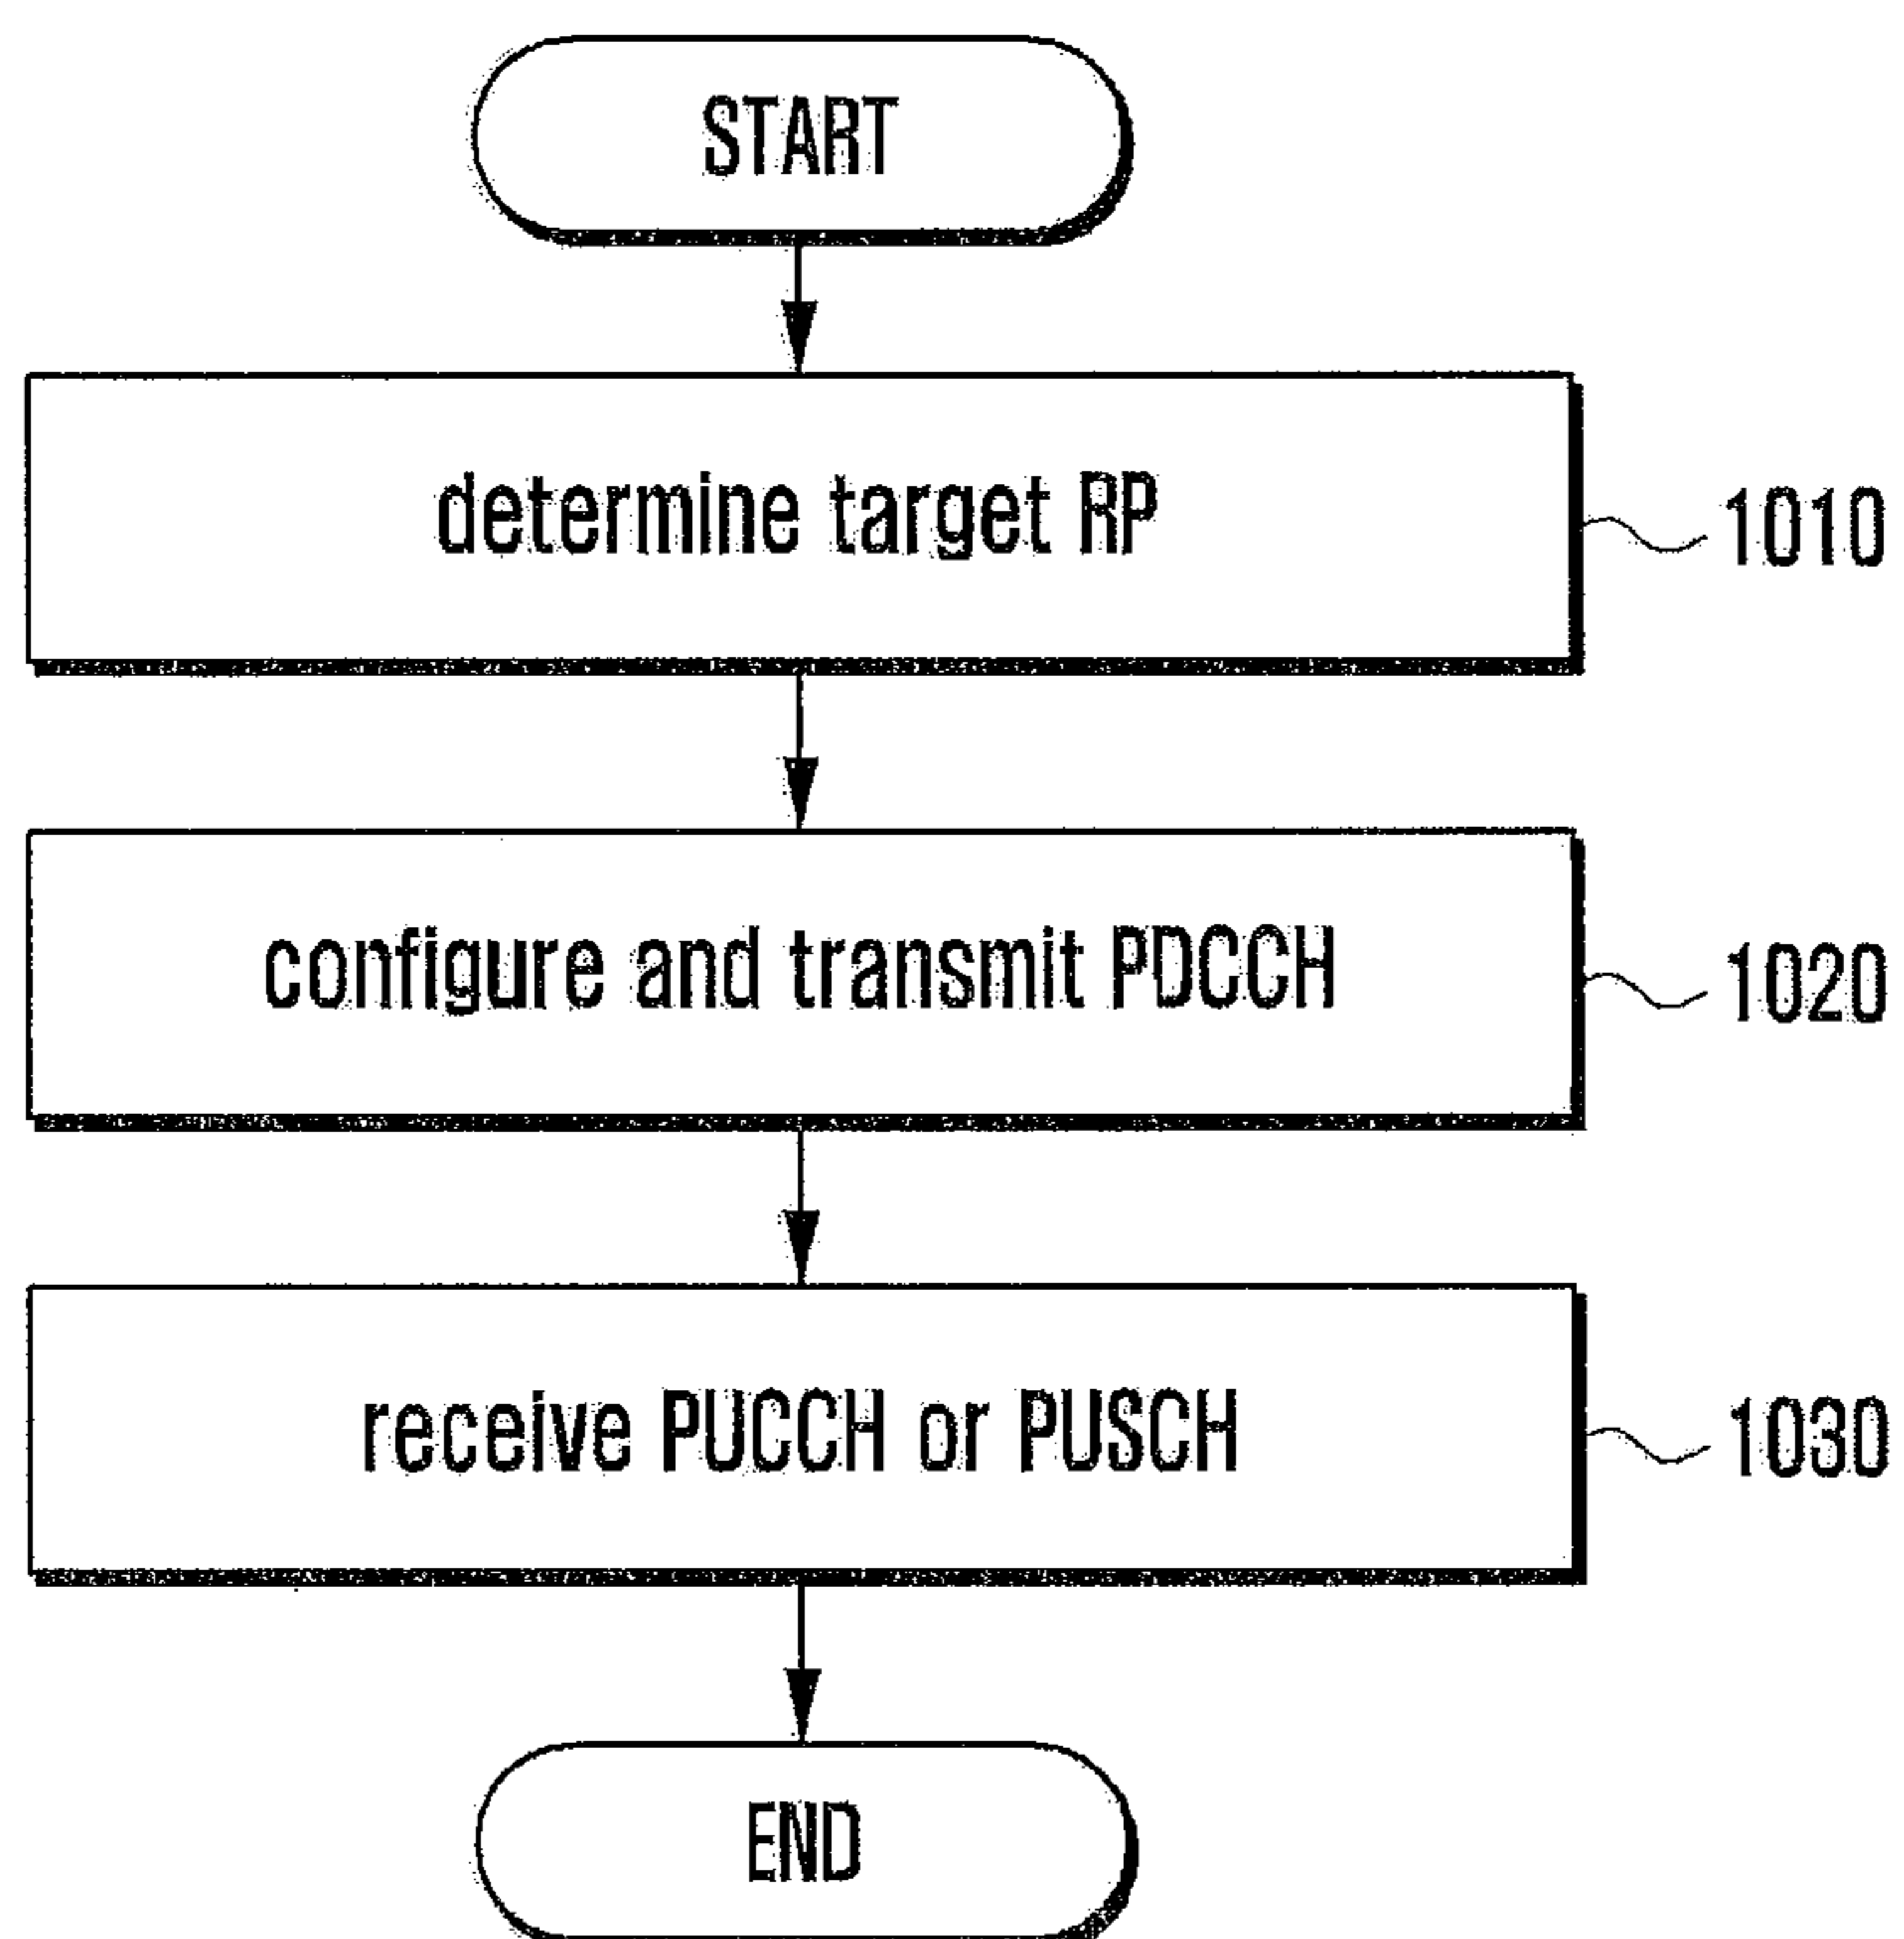 START
determine target RP
1010
configure and transmit PDCCH
1020
receive PUCCH or PUSCH
1030
END